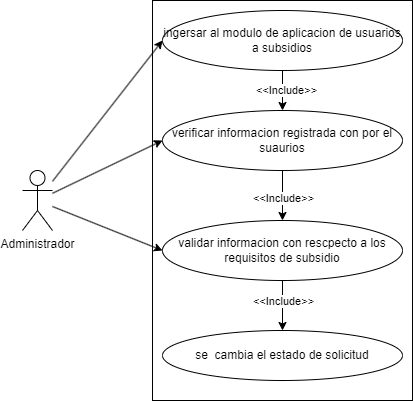 ingersar al modulo de aplicacion de usuarios
a subsidios
<<Include>>
verificar informacion registrada con por el
suaurios
<<Include>>
Administrador
validar informacion con rescpecto a los
requisitos de subsidio
<<Include>>
se cambia el estado de solicitud